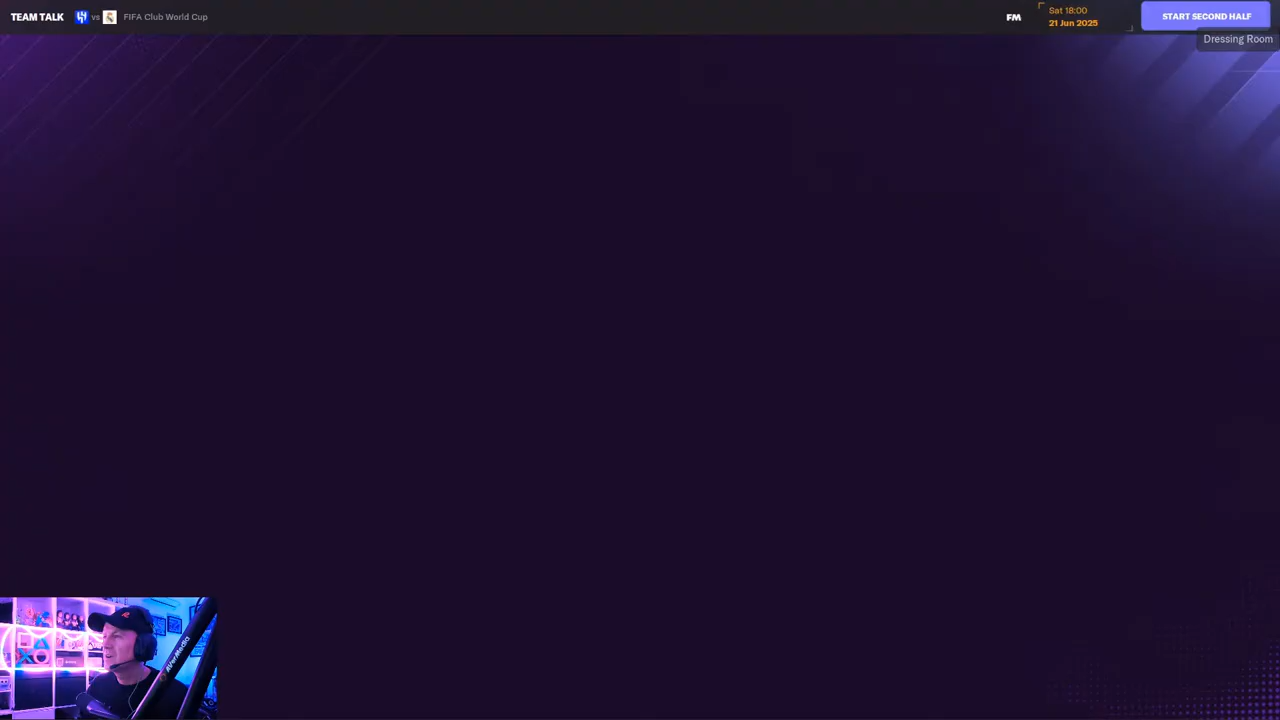 TEAM TALK
vs
FIFA Club World Cup
FM
Sat 18:00
21 Jun 2025
START SECOND HALF
Dressing Room
AVerMedia